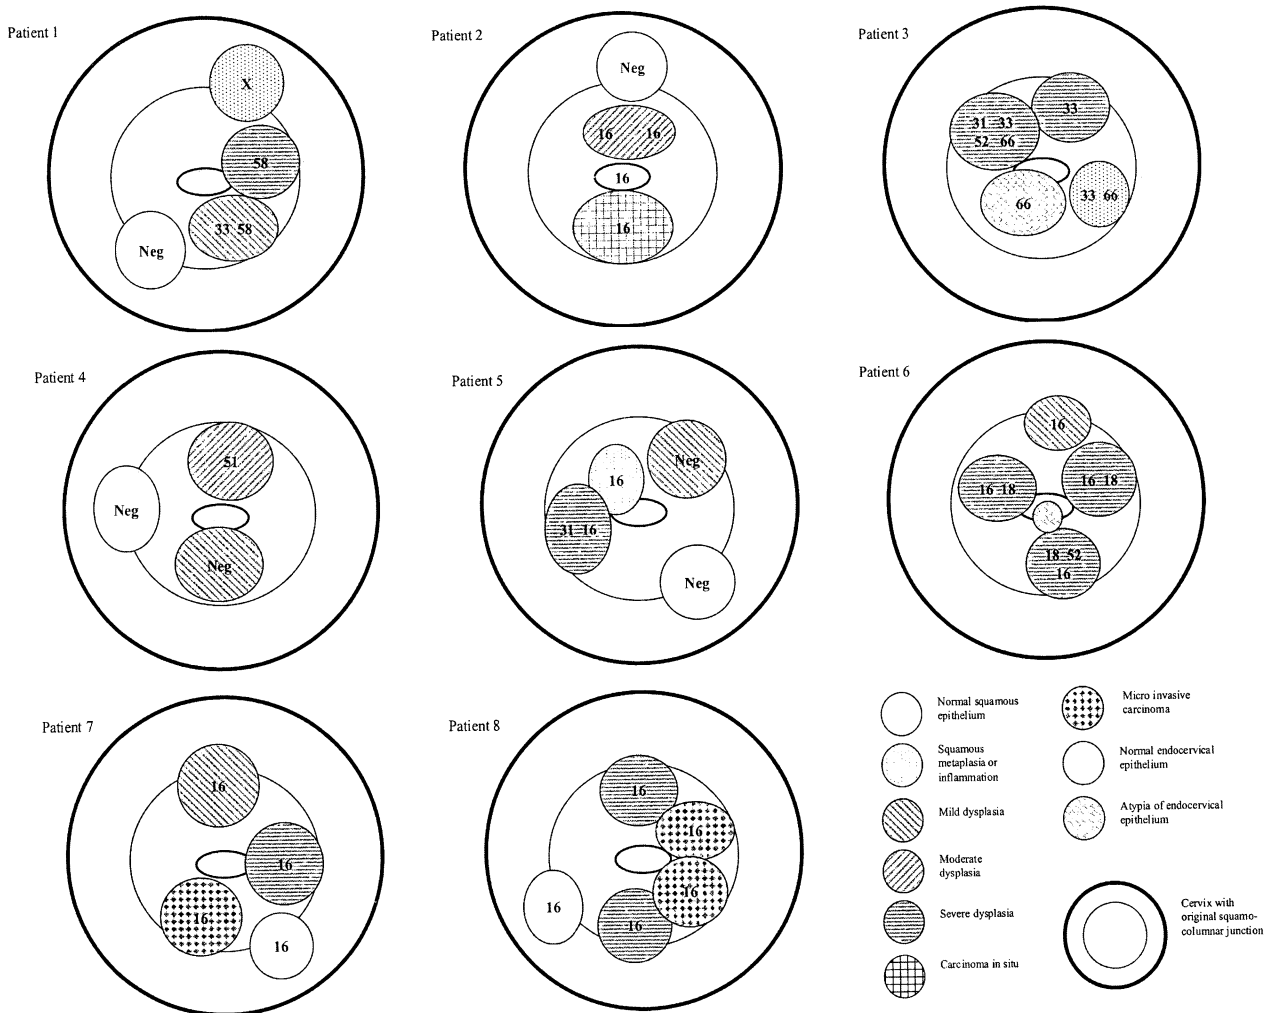 Patient 1
X
58
33 58
Neg
Patient 2
Neg
16 16
16
16
Patient 3
31 33
52 66
33
33 66
66
Patient 4
51
Neg
Neg
Patient 5
16
Neg
31 16
Neg
Patient 6
16
16 18
16 18
18 52
16
Patient 7
16
16
16
16
Patient 8
16
16
16
16
16
Normal squamous
epithelium
Squamous
metaplasia or
inflammation
Mild dysplasia
Moderate
dysplasia
Severe dysplasia
Carcinoma in situ
Micro invasive
carcinoma
Normal endocervical
epithelium
Atypia of endocervical
epithelium
Cervix with
original squamo-
columnar junction